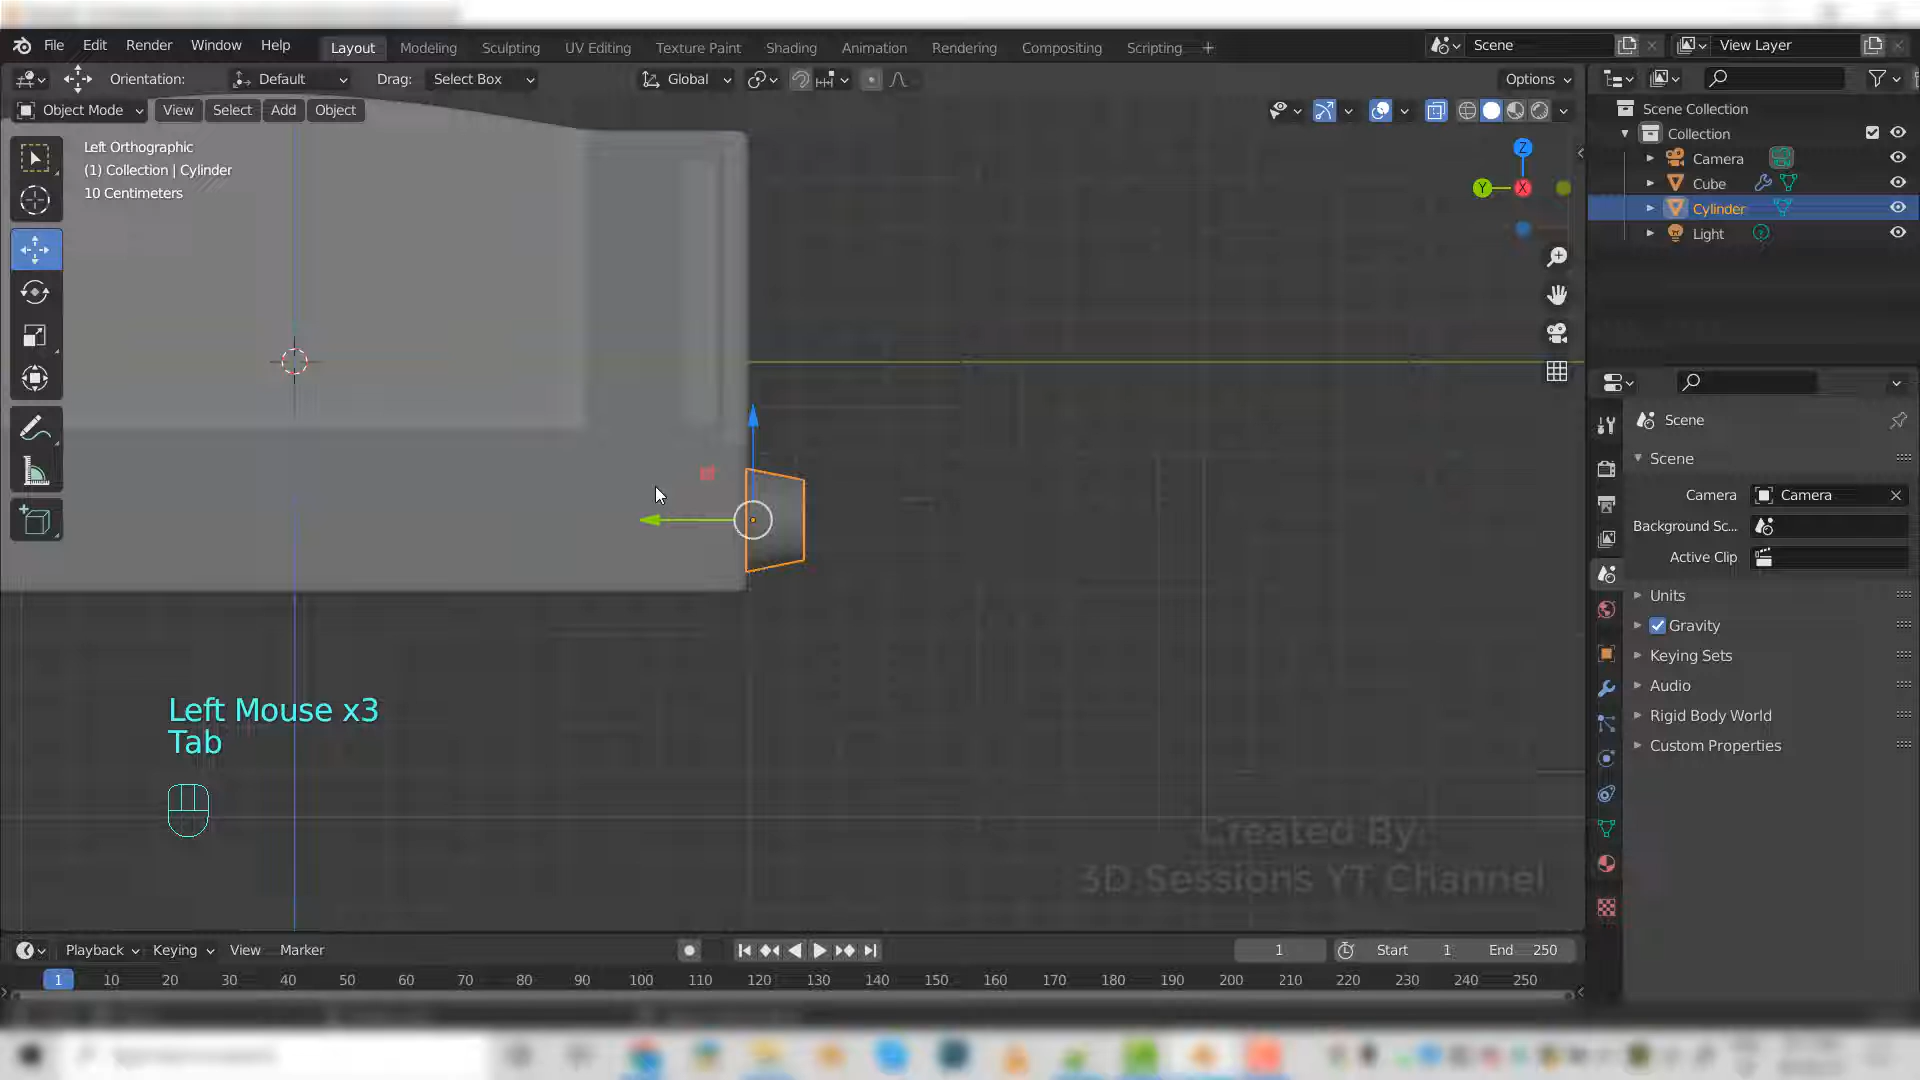 File Edit Render Window Help Layout Modeling Sculpting UV Editing Texture Paint Shading Animation Rendering Compositing Scripting + Scene View Layer
Orientation: Default Drag: Select Box Global Options
Object Mode View Select Add Object
Left Orthographic
(1) Collection | Cylinder
10 Centimeters
Z
Y X
Scene Collection
Collection
Camera
Cube
Cylinder
Light
Scene
Scene
Camera Camera
Background Sc...
Active Clip
Units
Gravity
Keying Sets
Audio
Rigid Body World
Custom Properties
Left Mouse x3
Tab
Created By:
3D Sessions YT Channel
Playback Keying View Marker 1 Start 1 End 250
1 10 20 30 40 50 60 70 80 90 100 110 120 130 140 150 160 170 180 190 200 210 220 230 240 250